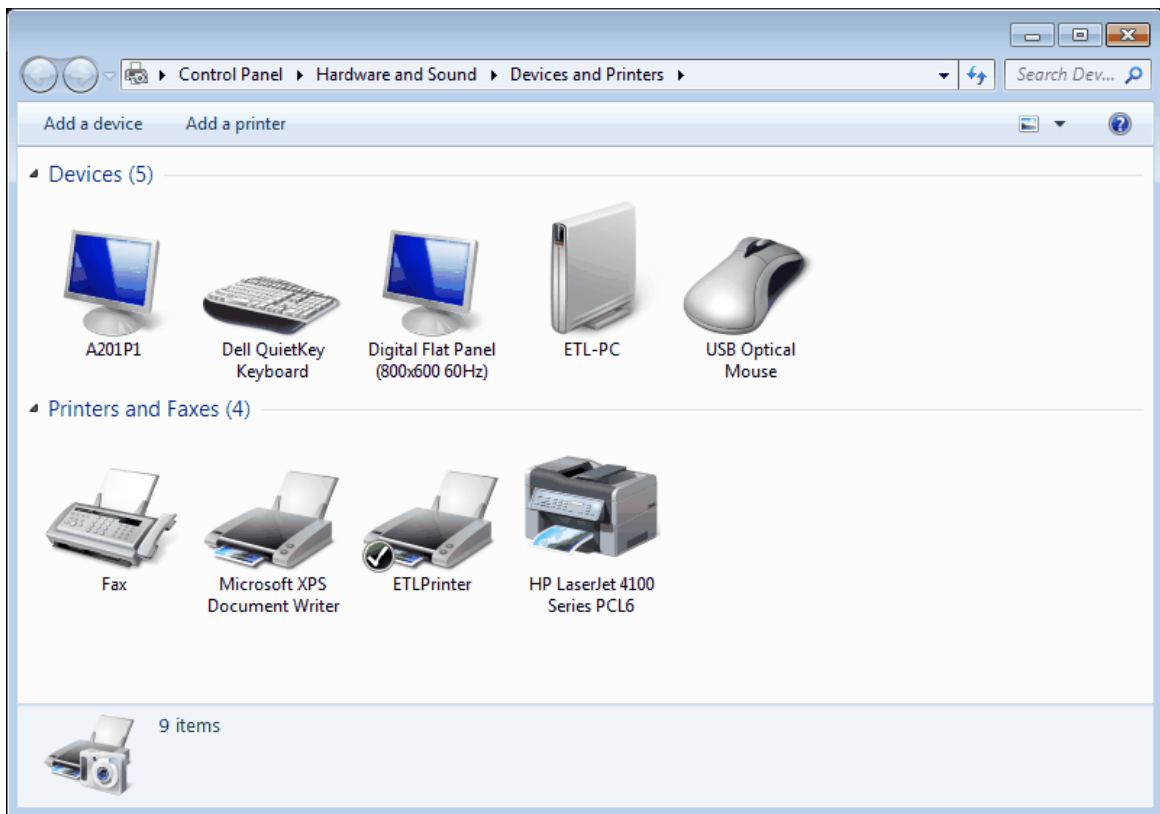 Control Panel Hardware and Sound Devices and Printers Search Dev...
Add a device Add a printer
Devices (5)
A201P1 Dell QuietKey Digital Flat Panel ETL-PC USB Optical
Keyboard (800x600 60Hz) Mouse
Printers and Faxes (4)
Fax Microsoft XPS ETLPrinter HP LaserJet 4100
Document Writer Series PCL6
9 items